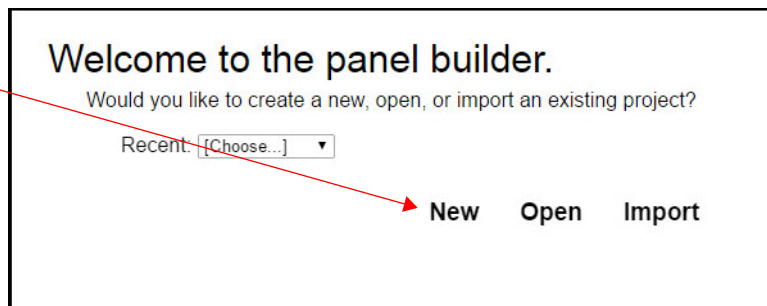 Welcome to the panel builder.
Would you like to create a new, open, or import an existing project?
Recent: [Choose...]
New Open Import